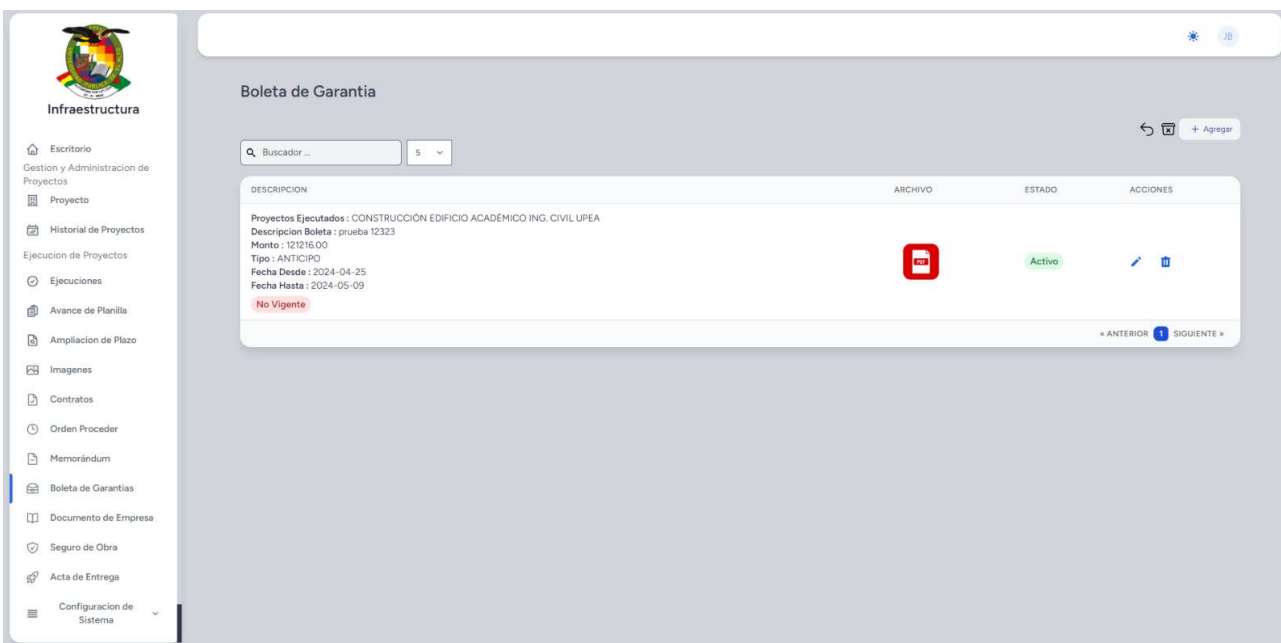 Infraestructura
Escritorio
Gestion y Administracion de
Proyectos
Proyecto
Historial de Proyectos
Ejecucion de Proyectos
Ejecuciones
Avance de Planilla
Ampliacion de Plazo
Imagenes
Contratos
Orden Proceder
Memorándum
Boleta de Garantias
Documento de Empresa
Seguro de Obra
Acta de Entrega
Configuracion de
Sistema
JB
Boleta de Garantia
+ Agregar
Buscador ...
5
DESCRIPCION ARCHIVO ESTADO ACCIONES
Proyectos Ejecutados : CONSTRUCCIÓN EDIFICIO ACADÉMICO ING. CIVIL UPEA
Descripcion Boleta : prueba 12323
Monto : 121216.00
Tipo : ANTICIPO
Fecha Desde : 2024-04-25
Fecha Hasta : 2024-05-09
No Vigente
PDF
Activo
« ANTERIOR 1 SIGUIENTE »